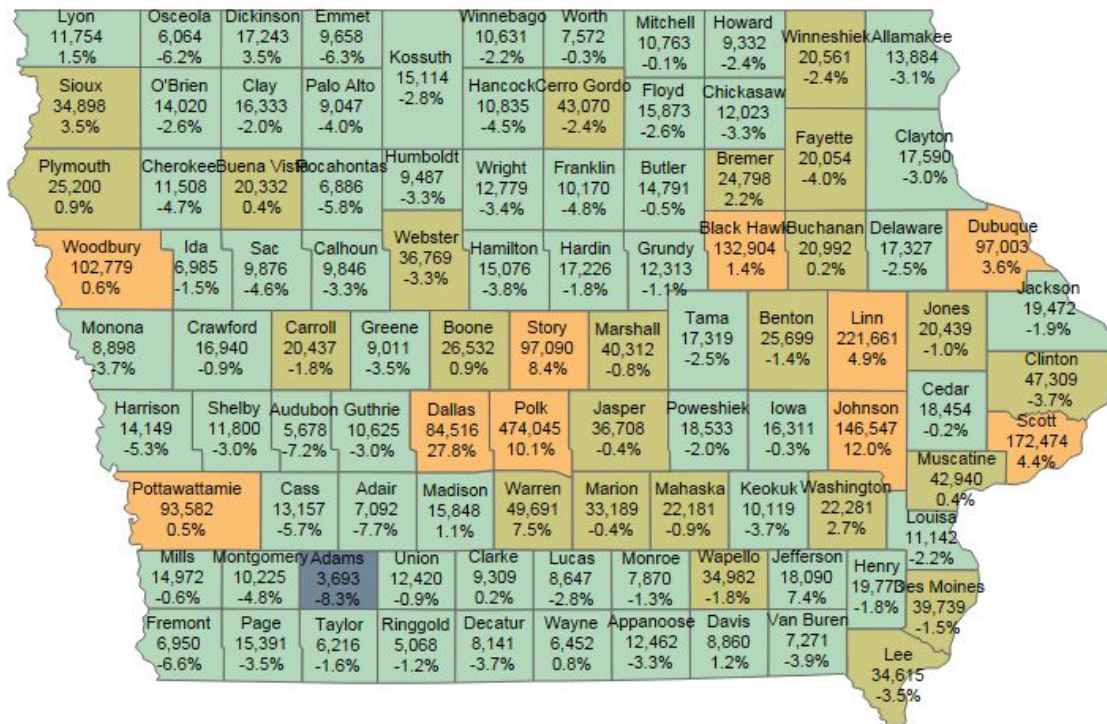 Lyon
11,754
1.5%
Osceola
6,064
-6.2%
Dickinson
17,243
3.5%
Emmet
9,658
-6.3%
Kossuth
15,114
-2.8%
Winnebago
10,631
-2.2%
Worth
7,572
-0.3%
Mitchell
10,763
-0.1%
Howard
9,332
-2.4%
Winneshiek
20,561
-2.4%
Allamakee
13,884
-3.1%
Sioux
34,898
3.5%
O'Brien
14,020
-2.6%
Clay
16,333
-2.0%
Palo Alto
9,047
-4.0%
Hancock
10,835
-4.5%
Cerro Gordo
43,070
-2.4%
Floyd
15,873
-2.6%
Chickasaw
12,023
-3.3%
Fayette
20,054
-4.0%
Clayton
17,590
-3.0%
Plymouth
25,200
0.9%
Cherokee
11,508
-4.7%
Buena Vista
20,332
0.4%
Pocahontas
6,886
-5.8%
Humboldt
9,487
-3.3%
Wright
12,779
-3.4%
Franklin
10,170
-4.8%
Butler
14,791
-0.5%
Bremer
24,798
2.2%
Woodbury
102,779
0.6%
Ida
6,985
-1.5%
Sac
9,876
-4.6%
Calhoun
9,846
-3.3%
Webster
36,769
-3.3%
Hamilton
15,076
-3.8%
Hardin
17,226
-1.8%
Grundy
12,313
-1.1%
Black Hawk
132,904
1.4%
Buchanan
20,992
0.2%
Delaware
17,327
-2.5%
Dubuque
97,003
3.6%
Jackson
19,472
-1.9%
Monona
8,898
-3.7%
Crawford
16,940
-0.9%
Carroll
20,437
-1.8%
Greene
9,011
-3.5%
Boone
26,532
0.9%
Story
97,090
8.4%
Marshall
40,312
-0.8%
Tama
17,319
-2.5%
Benton
25,699
-1.4%
Linn
221,661
4.9%
Jones
20,439
-1.0%
Clinton
47,309
-3.7%
Cedar
18,454
-0.2%
Harrison
14,149
-5.3%
Shelby
11,800
-3.0%
Audubon
5,678
-7.2%
Guthrie
10,625
-3.0%
Dallas
84,516
27.8%
Polk
474,045
10.1%
Jasper
36,708
-0.4%
Poweshiek
18,533
-2.0%
Iowa
16,311
-0.3%
Johnson
146,547
12.0%
Scott
172,474
4.4%
Muscatine
42,940
0.4%
Pottawattamie
93,582
0.5%
Cass
13,157
-5.7%
Adair
7,092
-7.7%
Madison
15,848
1.1%
Warren
49,691
7.5%
Marion
33,189
-0.4%
Mahaska
22,181
-0.9%
Keokuk
10,119
-3.7%
Washington
22,281
2.7%
Louisa
11,142
-2.2%
Mills
14,972
-0.6%
Montgomery
10,225
-4.8%
Adams
3,693
-8.3%
Union
12,420
-0.9%
Clarke
9,309
0.2%
Lucas
8,647
-2.8%
Monroe
7,870
-1.3%
Wapello
34,982
-1.8%
Jefferson
18,090
7.4%
Henry
19,773
-1.8%
Des Moines
39,739
-1.5%
Fremont
6,950
-6.6%
Page
15,391
-3.5%
Taylor
6,216
-1.6%
Ringgold
5,068
-1.2%
Decatur
8,141
-3.7%
Wayne
6,452
0.8%
Appanoose
12,462
-3.3%
Davis
8,860
1.2%
Van Buren
7,271
-3.9%
Lee
34,615
-3.5%